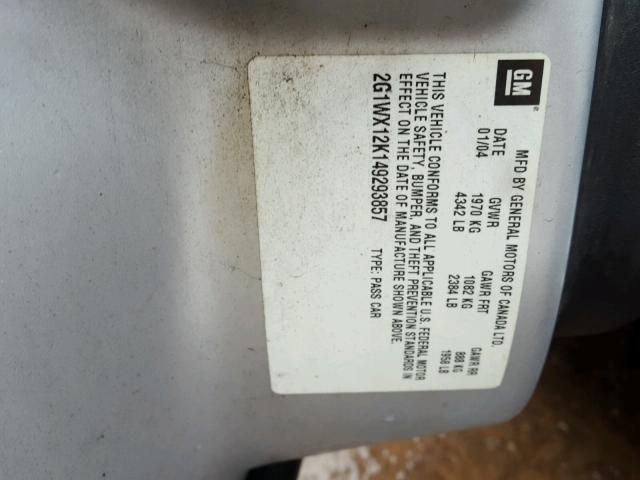 GM
MFD BY GENERAL MOTORS OF CANADA LTD.
DATE GVWR GAWR FRT GAWR RR
01/04 1970 KG 1082 KG 888 KG
4342 LB 2384 LB 1958 LB
THIS VEHICLE CONFORMS TO ALL APPLICABLE U.S. FEDERAL MOTOR
VEHICLE SAFETY, BUMPER, AND THEFT PREVENTION STANDARDS IN
EFFECT ON THE DATE OF MANUFACTURE SHOWN ABOVE.
2G1WX12K149293857 TYPE: PASS CAR